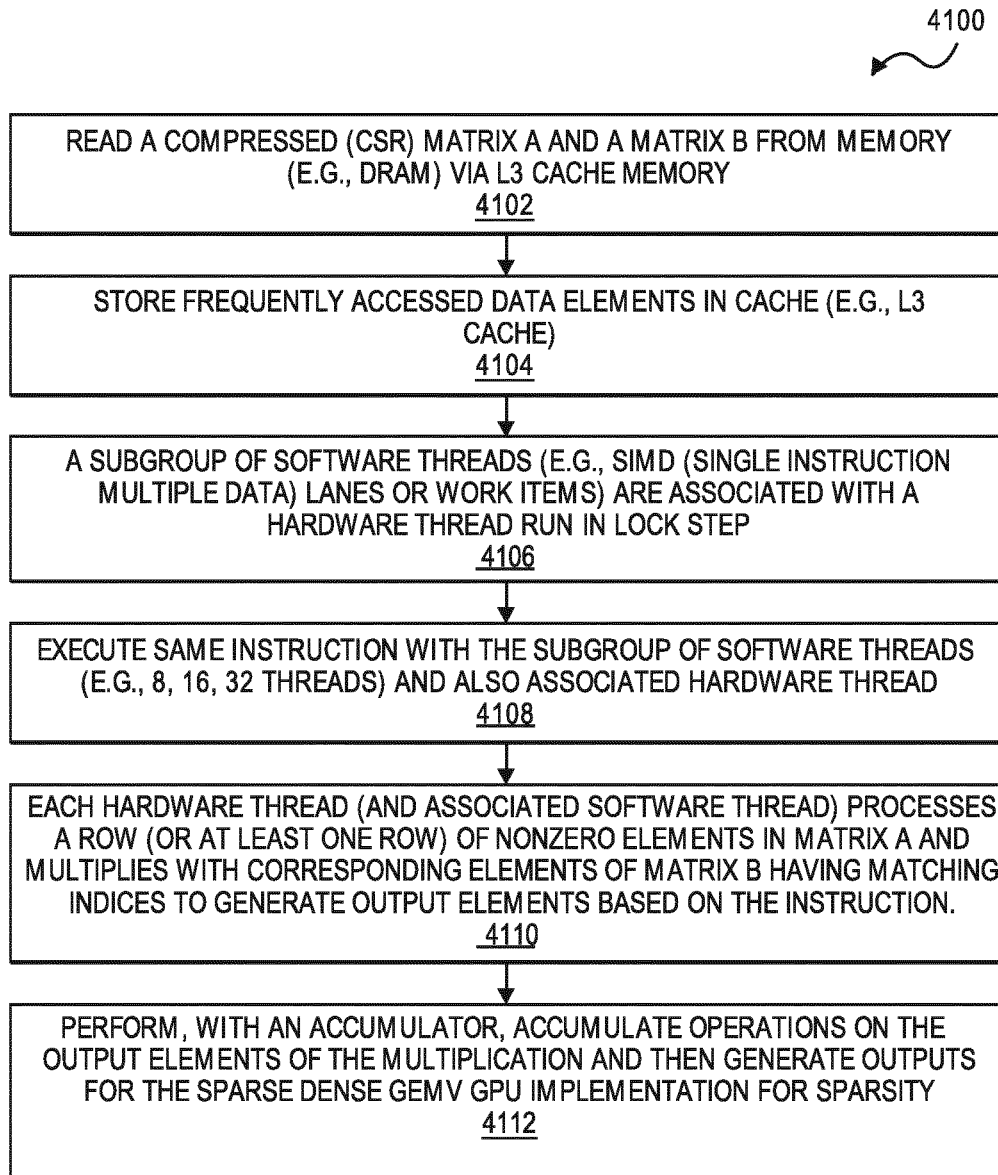 4100
READ A COMPRESSED (CSR) MATRIX A AND A MATRIX B FROM MEMORY
(E.G., DRAM) VIA L3 CACHE MEMORY
4102
STORE FREQUENTLY ACCESSED DATA ELEMENTS IN CACHE (E.G., L3
CACHE)
4104
A SUBGROUP OF SOFTWARE THREADS (E.G., SIMD (SINGLE INSTRUCTION
MULTIPLE DATA) LANES OR WORK ITEMS) ARE ASSOCIATED WITH A
HARDWARE THREAD RUN IN LOCK STEP
4106
EXECUTE SAME INSTRUCTION WITH THE SUBGROUP OF SOFTWARE THREADS
(E.G., 8, 16, 32 THREADS) AND ALSO ASSOCIATED HARDWARE THREAD
4108
EACH HARDWARE THREAD (AND ASSOCIATED SOFTWARE THREAD) PROCESSES
A ROW (OR AT LEAST ONE ROW) OF NONZERO ELEMENTS IN MATRIX A AND
MULTIPLIES WITH CORRESPONDING ELEMENTS OF MATRIX B HAVING MATCHING
INDICES TO GENERATE OUTPUT ELEMENTS BASED ON THE INSTRUCTION.
4110
PERFORM, WITH AN ACCUMULATOR, ACCUMULATE OPERATIONS ON THE
OUTPUT ELEMENTS OF THE MULTIPLICATION AND THEN GENERATE OUTPUTS
FOR THE SPARSE DENSE GEMV GPU IMPLEMENTATION FOR SPARSITY
4112